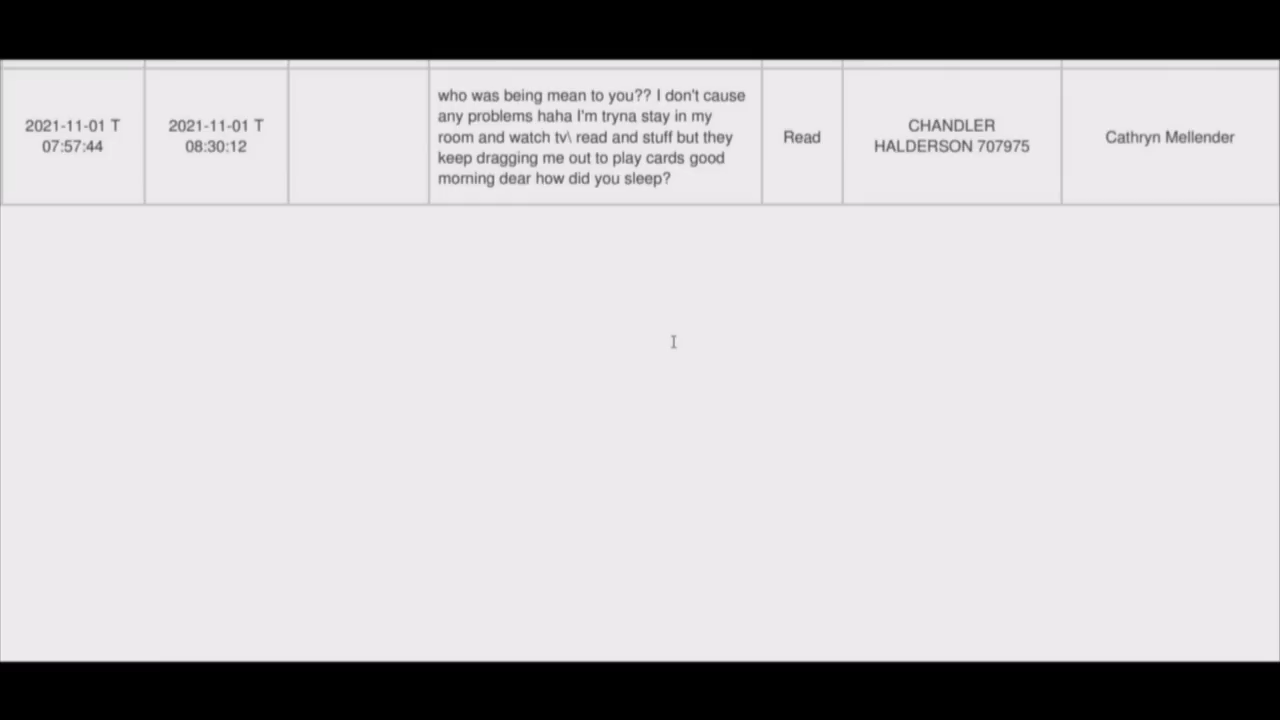 2021-11-01 T
07:57:44
2021-11-01 T
08:30:12
who was being mean to you?? I don't cause
any problems haha I'm tryna stay in my
room and watch tv\ read and stuff but they
keep dragging me out to play cards good
morning dear how did you sleep?
Read
CHANDLER
HALDERSON 707975
Cathryn Mellender